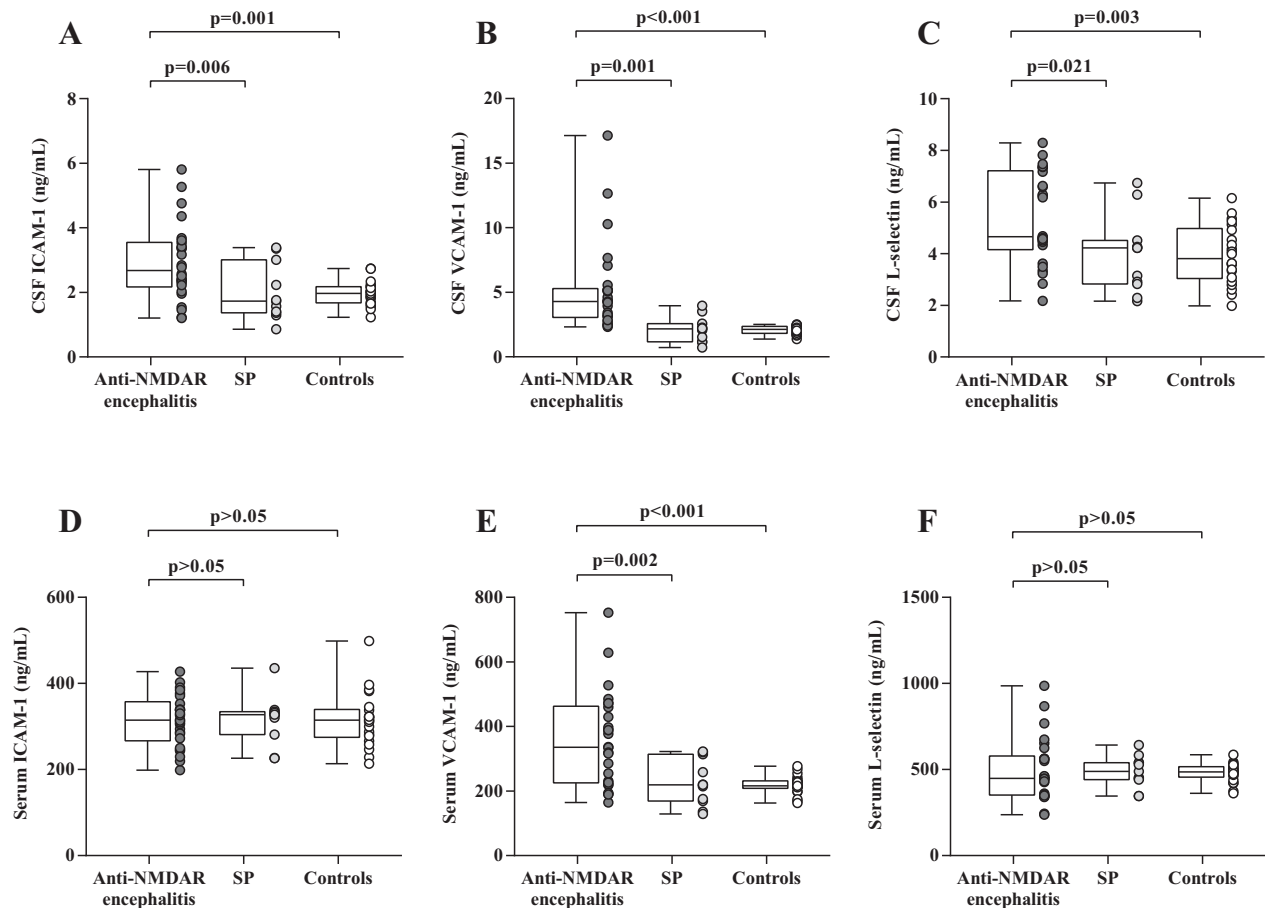 A
p=0.001
p=0.006
CSF ICAM-1 (ng/mL)
8
6
4
2
0
Anti-NMDAR
encephalitis
SP
Controls
B
p<0.001
p=0.001
CSF VCAM-1 (ng/mL)
20
15
10
5
0
Anti-NMDAR
encephalitis
SP
Controls
C
p=0.003
p=0.021
CSF L-selectin (ng/mL)
10
8
6
4
2
0
Anti-NMDAR
encephalitis
SP
Controls
D
p>0.05
p>0.05
Serum ICAM-1 (ng/mL)
600
400
200
0
Anti-NMDAR
encephalitis
SP
Controls
E
p<0.001
p=0.002
Serum VCAM-1 (ng/mL)
800
600
400
200
0
Anti-NMDAR
encephalitis
SP
Controls
F
p>0.05
p>0.05
Serum L-selectin (ng/mL)
1500
1000
500
0
Anti-NMDAR
encephalitis
SP
Controls